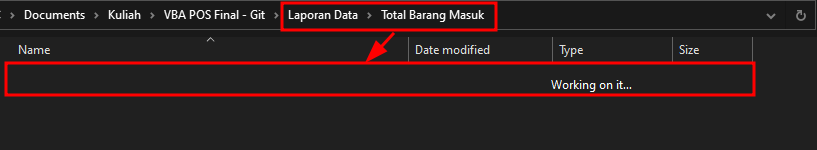 Documents > Kuliah > VBA POS Final - Git > Laporan Data > Total Barang Masuk
Name Date modified Type Size
Working on it...